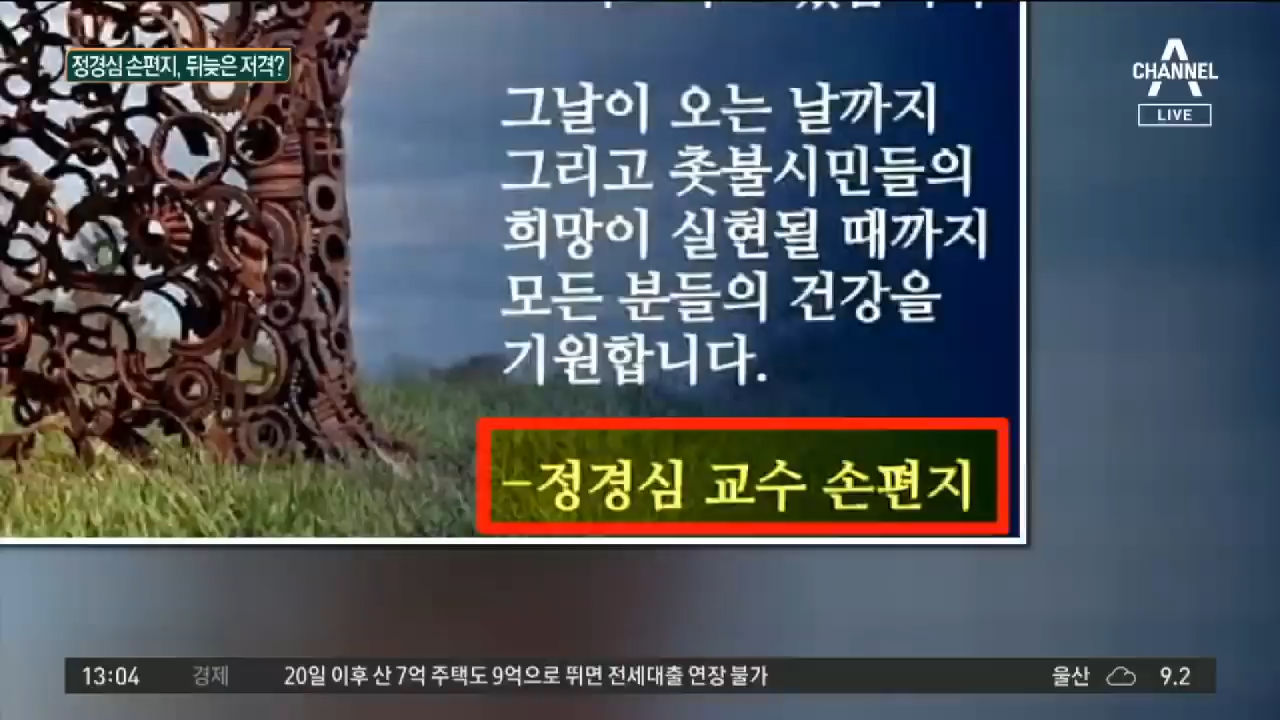 정경심 손편지, 뒤늦은 저격?
CHANNEL
LIVE
그날이 오는 날까지
그리고 촛불시민들의
희망이 실현될 때까지
모든 분들의 건강을
기원합니다.
-정경심 교수 손편지
13:04 경제 20일 이후 산 7억 주택도 9억으로 뛰면 전세대출 연장 불가 울산 9.2